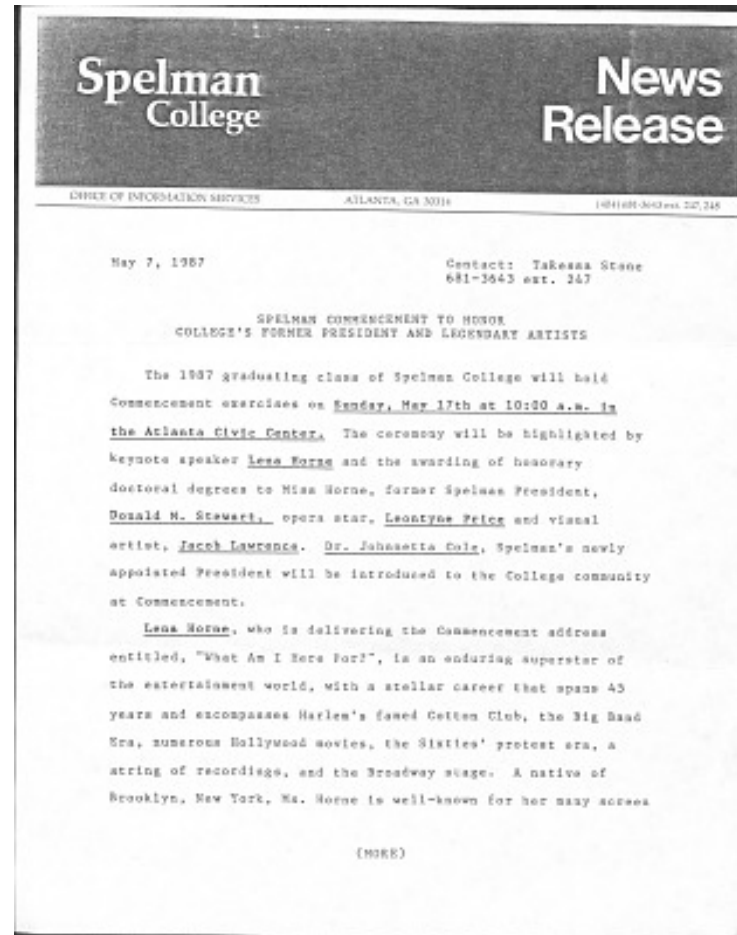 Spelman
College
News
Release
OFFICE OF INFORMATION SERVICES ATLANTA, GA 30314 (404) 681-3643 ext. 247, 248
May 7, 1987 Contact: Takeana Stone
681-3643 ext. 247
SPELMAN COMMENCEMENT TO HONOR
COLLEGE'S FORMER PRESIDENT AND LEGENDARY ARTISTS
The 1987 graduating class of Spelman College will hold
Commencement exercises on Sunday, May 17th at 10:00 a.m. in
the Atlanta Civic Center. The ceremony will be highlighted by
keynote speaker Lena Horne and the awarding of honorary
doctoral degrees to Miss Horne, former Spelman President,
Donald M. Stewart, opera star, Leontyne Price and visual
artist, Jacob Lawrence. Dr. Johnnetta Cole, Spelman's newly
appointed President will be introduced to the College community
at Commencement.
Lena Horne, who is delivering the Commencement address
entitled, "What Am I Here For?", is an enduring superstar of
the entertainment world, with a stellar career that spans 45
years and encompasses Harlem's famed Cotton Club, the Big Band
Era, numerous Hollywood movies, the Sixties' protest era, a
string of recordings, and the Broadway stage. A native of
Brooklyn, New York, Ms. Horne is well-known for her many screen
(MORE)